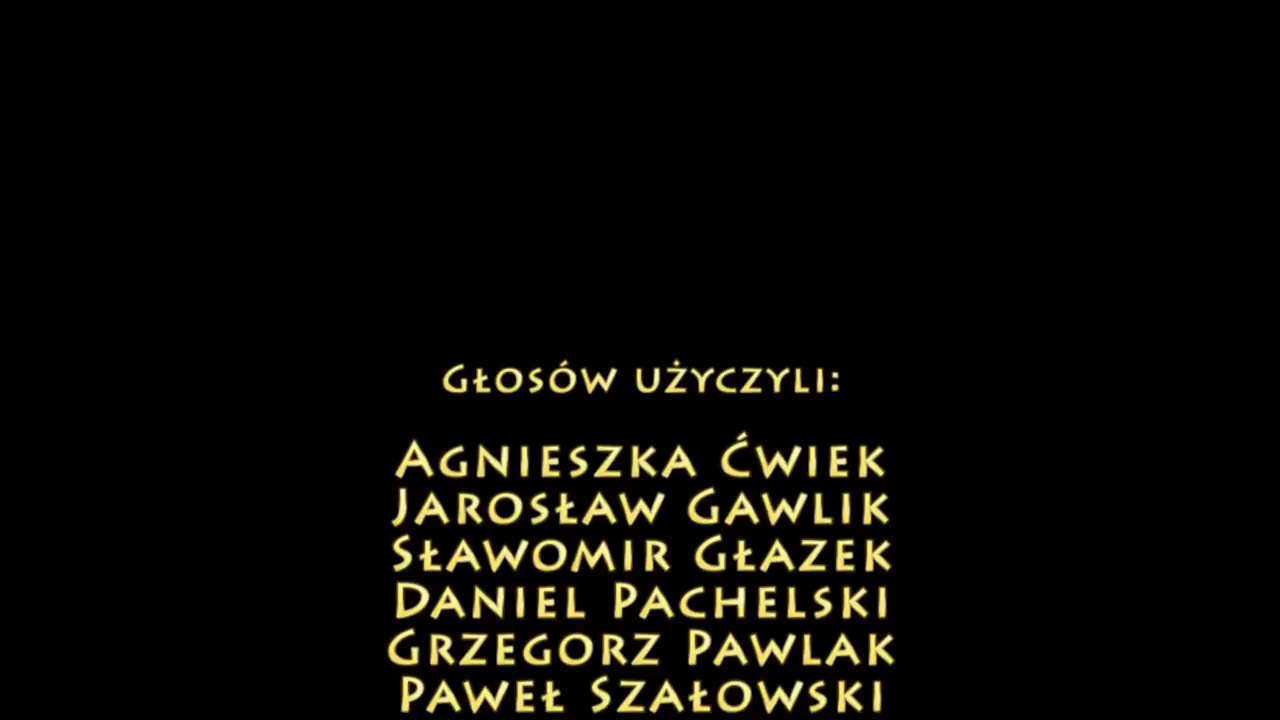 Głosów użyczyli:
Agnieszka Ćwiek
Jarosław Gawlik
Sławomir Głazek
Daniel Pachelski
Grzegorz Pawlak
Paweł Szałowski